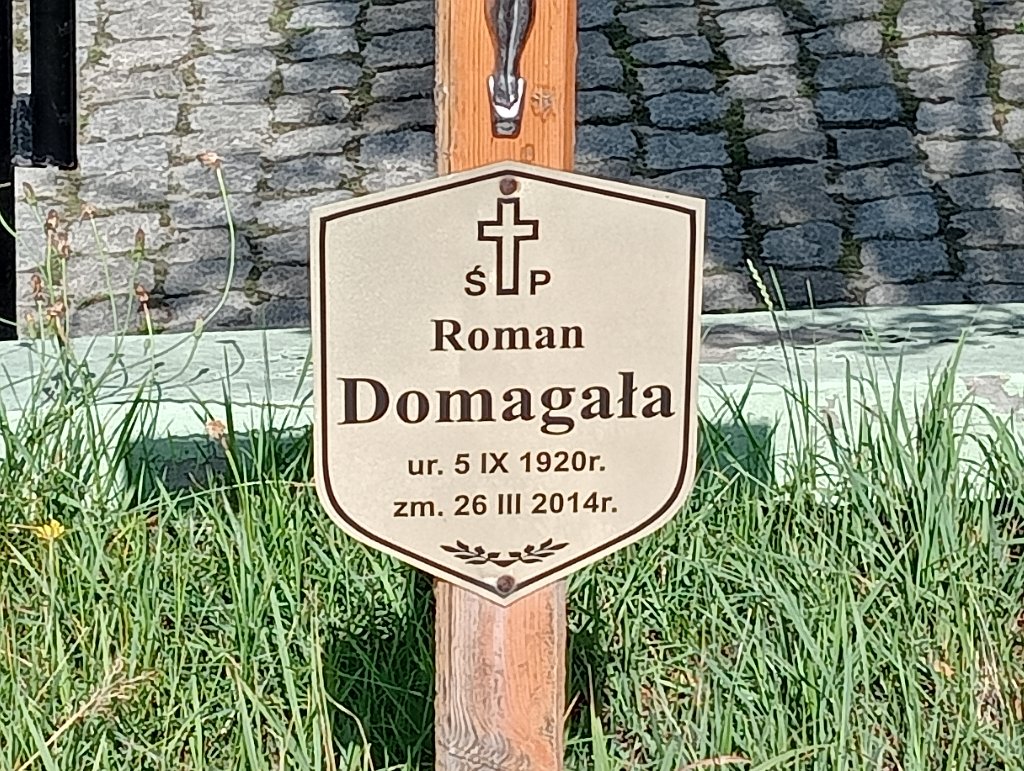 Ś P
Roman
Domagała
ur. 5 IX 1920r.
zm. 26 III 2014r.